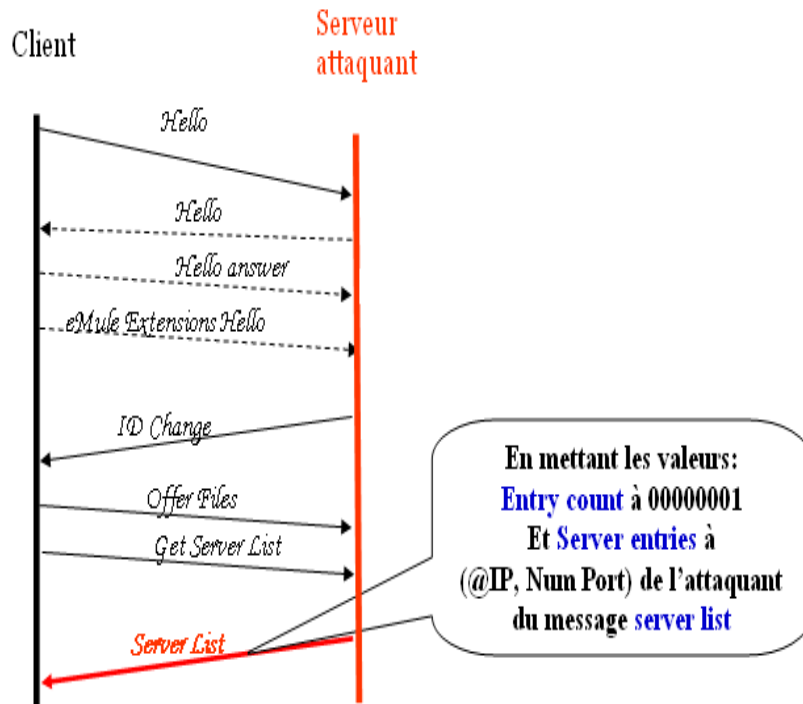 Client
Serveur
attaquant
Hello
Hello
Hello answer
eMule Extensions Hello
ID Change
Offer Files
Get Server List
Server List
En mettant les valeurs:
Entry count à 00000001
Et Server entries à
(@IP, Num Port) de l'attaquant
du message server list